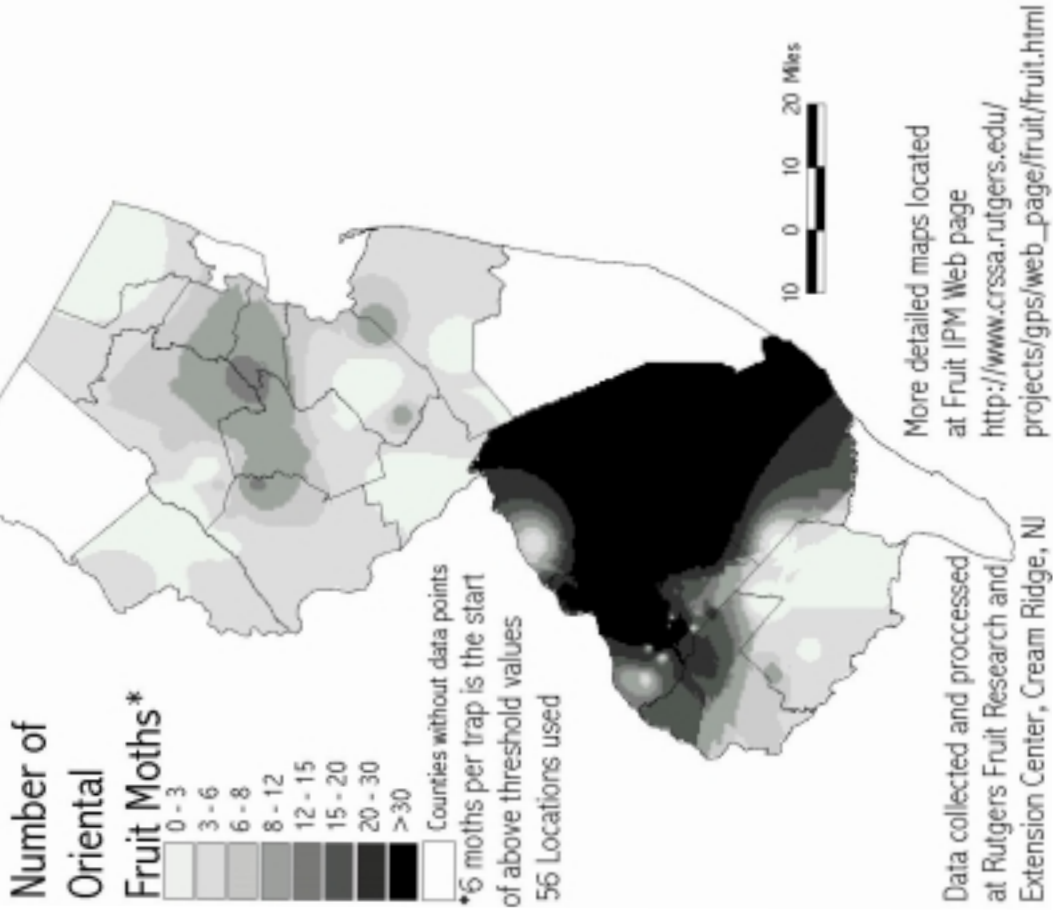 Number of
Oriental
Fruit Moths*
0 - 3
3 - 6
6 - 8
8 - 12
12 - 15
15 - 20
20 - 30
>30
Counties without data points
*6 moths per trap is the start
of above threshold values
56 Locations used
10 0 10 20 Miles
More detailed maps located
at Fruit IPM Web page
http://www.crssa.rutgers.edu/
projects/gps/web_page/fruit/fruit.html
Data collected and proccessed
at Rutgers Fruit Research and
Extension Center, Cream Ridge, NJ